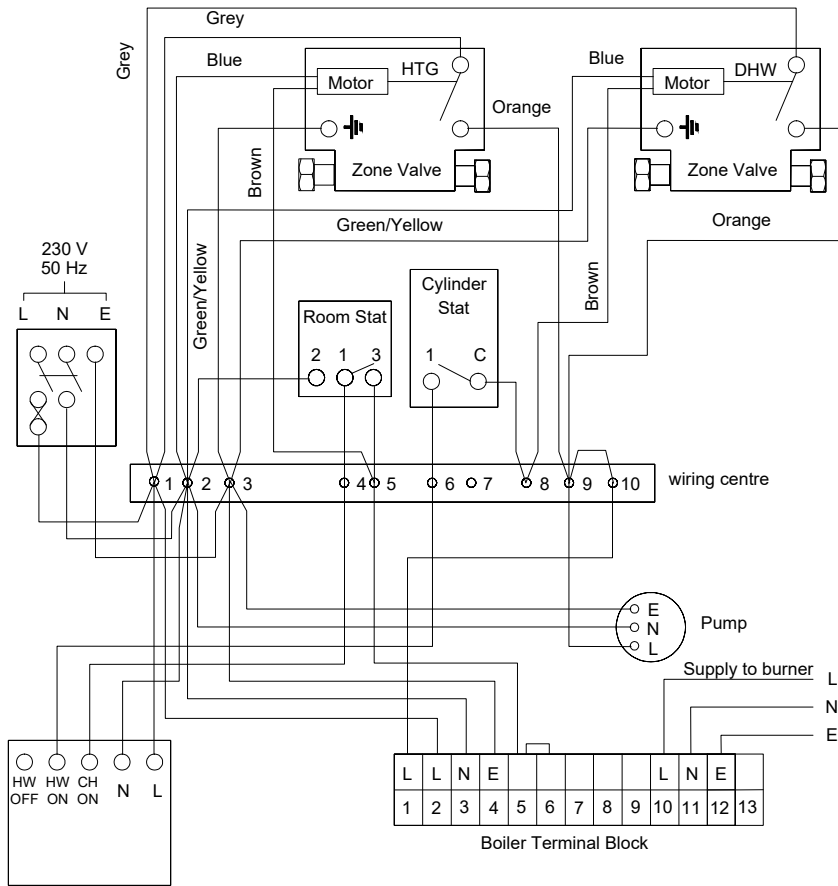 Grey
Grey
Blue
Motor
HTG
Orange
Blue
Motor
DHW
Zone Valve
Zone Valve
Brown
Green/Yellow
Orange
230 V
50 Hz
L N E
Green/Yellow
Room Stat
2 1 3
Cylinder
Stat
1 C
Brown
1 2 3 4 5 6 7 8 9 10
wiring centre
E
N
L
Pump
Supply to burner
L
N
E
HW
OFF
HW
ON
CH
ON
N
L
L L N E L N E
1 2 3 4 5 6 7 8 9 10 11 12 13
Boiler Terminal Block